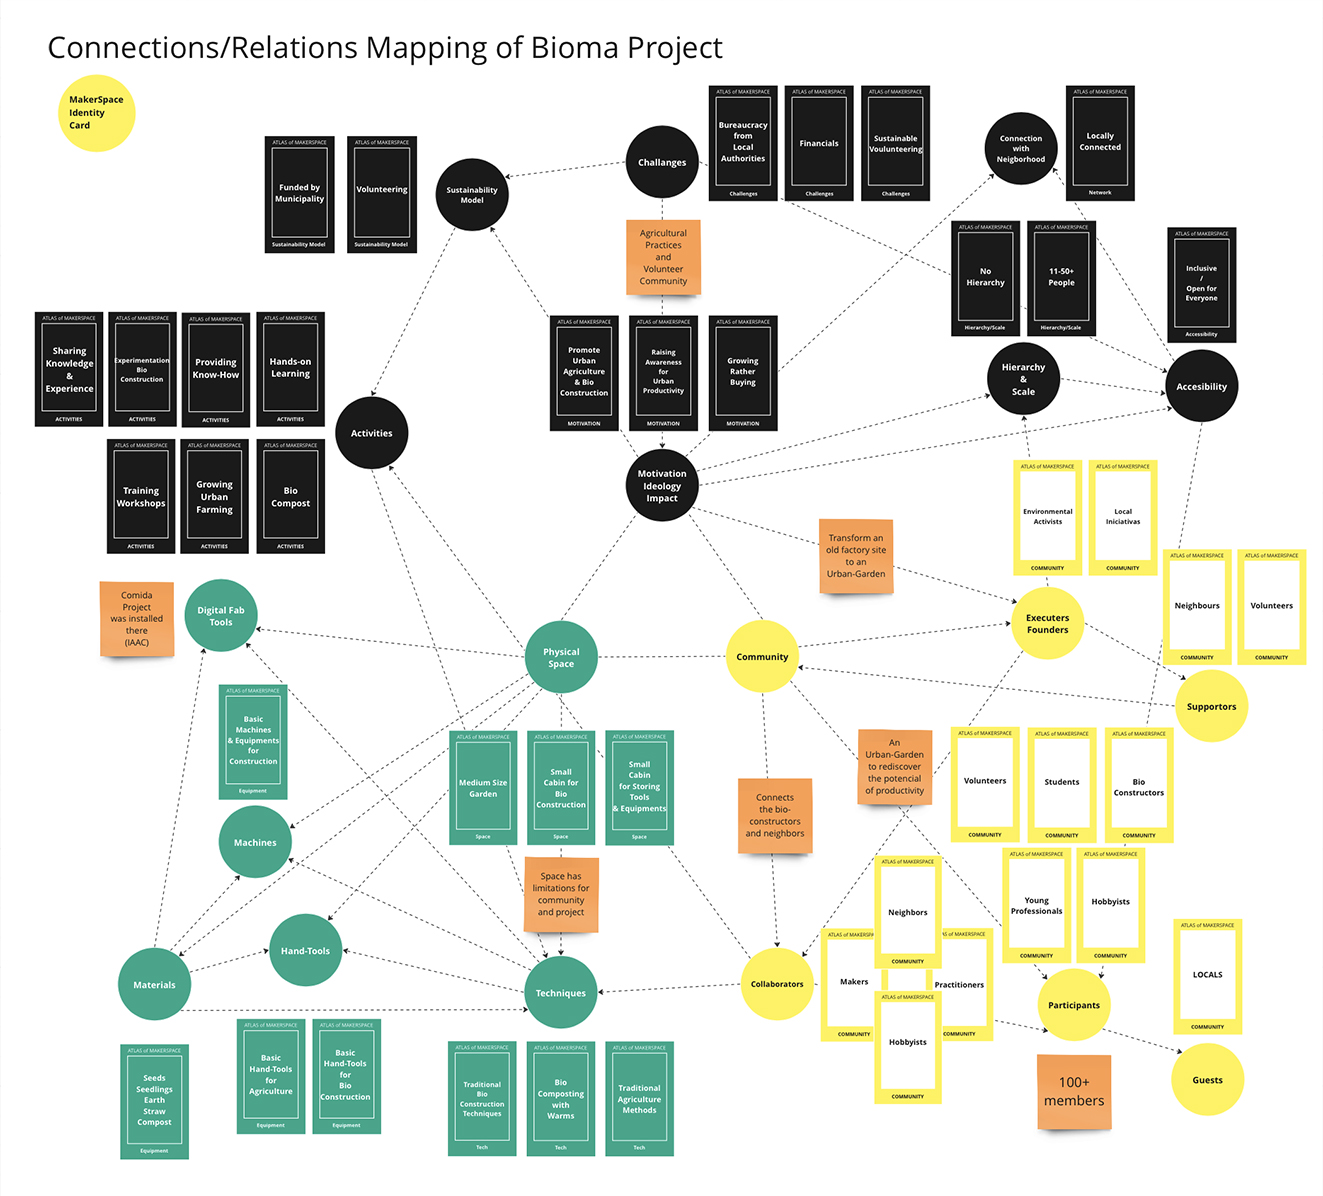 Connections/Relations Mapping of Bioma Project
MakerSpace
Identity
Card
ATLAS of MAKERSPACE
Funded by
Municipality
Sustainability Model
ATLAS of MAKERSPACE
Volunteering
Sustainability Model
Sustainability
Model
Challanges
ATLAS of MAKERSPACE
Bureaucracy
from
Local
Authorities
Challenges
ATLAS of MAKERSPACE
Financials
Challenges
ATLAS of MAKERSPACE
Sustainable
Voulunteering
Challenges
Connection
with
Neigborhood
ATLAS of MAKERSPACE
Locally
Connected
Network
Agricultural
Practices
and
Volunteer
Community
ATLAS of MAKERSPACE
No
Hierarchy
Hierarchy/Scale
ATLAS of MAKERSPACE
11-50+
People
Hierarchy/Scale
ATLAS of MAKERSPACE
Inclusive
/
Open for
Everyone
Accessibility
ATLAS of MAKERSPACE
Sharing
Knowledge
&
Experience
ACTIVITIES
ATLAS of MAKERSPACE
Experimentation
Bio
Construction
ACTIVITIES
ATLAS of MAKERSPACE
Providing
Know-How
ACTIVITIES
ATLAS of MAKERSPACE
Hands-on
Learning
ACTIVITIES
ATLAS of MAKERSPACE
Promote
Urban
Agriculture
& Bio
Construction
MOTIVATION
ATLAS of MAKERSPACE
Raising
Awareness
for
Urban
Productivity
MOTIVATION
ATLAS of MAKERSPACE
Growing
Rather
Buying
MOTIVATION
Hierarchy
&
Scale
Accesibility
Activities
ATLAS of MAKERSPACE
Training
Workshops
ACTIVITIES
ATLAS of MAKERSPACE
Growing
Urban
Farming
ACTIVITIES
ATLAS of MAKERSPACE
Bio
Compost
ACTIVITIES
Motivation
Ideology
Impact
ATLAS of MAKERSPACE
Environmental
Activists
COMMUNITY
ATLAS of MAKERSPACE
Local
Iniciativas
COMMUNITY
Transform an
old factory site
to an
Urban-Garden
ATLAS of MAKERSPACE
Neighbours
COMMUNITY
ATLAS of MAKERSPACE
Volunteers
COMMUNITY
Comida
Project
was installed
there
(IAAC)
Digital Fab
Tools
Physical
Space
Community
Executers
Founders
Supportors
ATLAS of MAKERSPACE
Basic
Machines
& Equipments
for
Construction
Equipment
ATLAS of MAKERSPACE
Medium Size
Garden
Space
ATLAS of MAKERSPACE
Small
Cabin for
Bio
Construction
Space
ATLAS of MAKERSPACE
Small
Cabin
for Storing
Tools
& Equipments
Space
An
Urban-Garden
to rediscover
the potencial
of productivity
ATLAS of MAKERSPACE
Volunteers
COMMUNITY
ATLAS of MAKERSPACE
Students
COMMUNITY
ATLAS of MAKERSPACE
Bio
Constructors
COMMUNITY
Connects
the bio-
constructors
and neighbors
Machines
Space has
limitations for
community
and project
ATLAS of MAKERSPACE
Neighbors
COMMUNITY
ATLAS of MAKERSPACE
Young
Professionals
COMMUNITY
ATLAS of MAKERSPACE
Hobbyists
COMMUNITY
Hand-Tools
Materials
Techniques
Collaborators
ATLAS of MAKERSP
Makers
COMMUNITY
AS of MAKERSPACE
Practitioners
COMMUNITY
ATLAS of MAKERSPACE
Hobbyists
COMMUNITY
Participants
ATLAS of MAKERSPACE
LOCALS
COMMUNITY
ATLAS of MAKERSPACE
Seeds
Seedlings
Earth
Straw
Compost
Equipment
ATLAS of MAKERSPACE
Basic
Hand-Tools
for
Agriculture
Equipment
ATLAS of MAKERSPACE
Basic
Hand-Tools
for
Bio
Construction
Equipment
ATLAS of MAKERSPACE
Traditional
Bio
Construction
Techniques
Tech
ATLAS of MAKERSPACE
Bio
Composting
with
Warms
Tech
ATLAS of MAKERSPACE
Traditional
Agriculture
Methods
Tech
100+
members
Guests